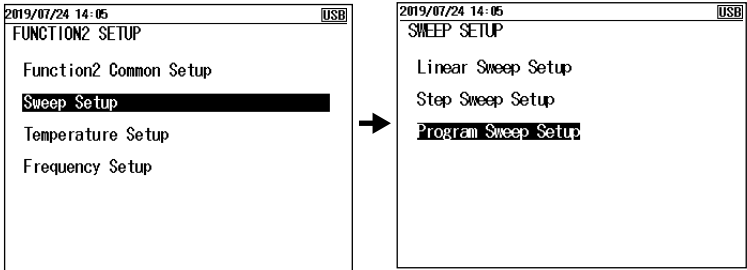 2019/07/24 14:05 USB
FUNCTION2 SETUP
Function2 Common Setup
Sweep Setup
Temperature Setup
Frequency Setup
2019/07/24 14:05 USB
SWEEP SETUP
Linear Sweep Setup
Step Sweep Setup
Program Sweep Setup